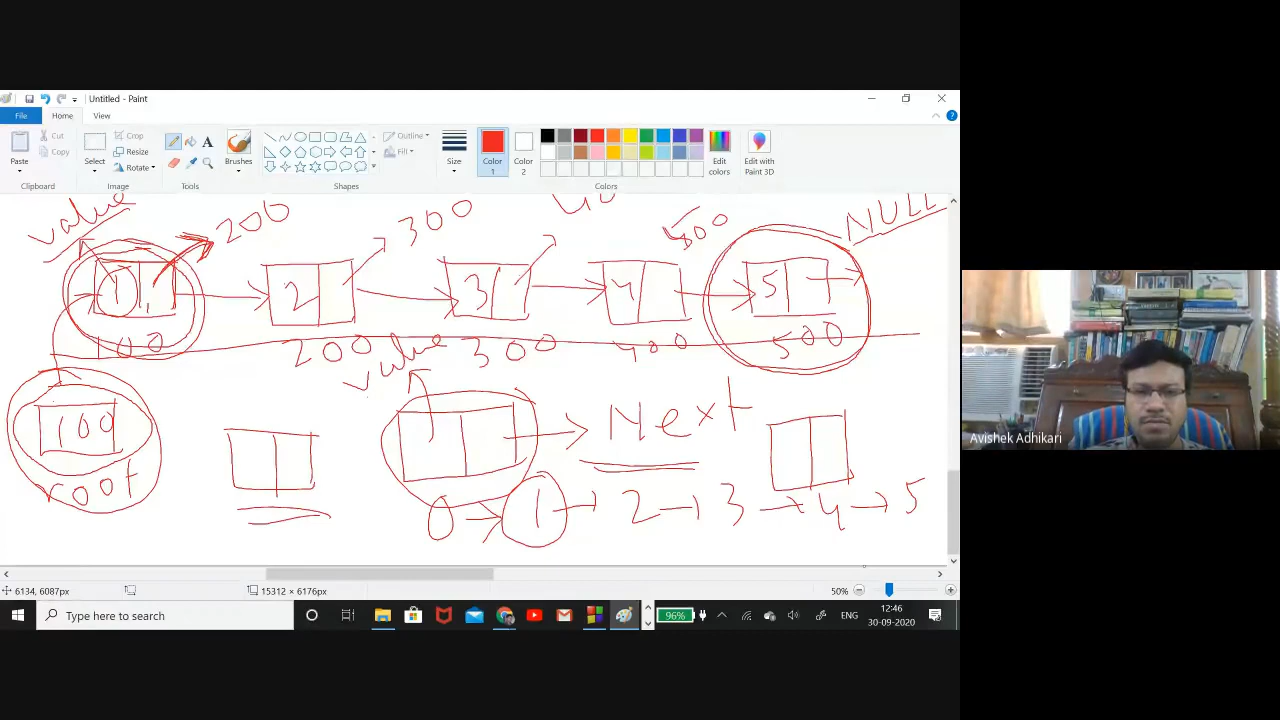 Untitled - Paint
File Home View
Cut
Copy
Paste
Clipboard
Select
Crop
Resize
Rotate
Image
Tools
Brushes
Shapes
Outline
Fill
Size
Color 1
Color 2
Colors
Edit colors
Edit with Paint 3D
value
200
300
500
NULL
1 2 3 4 5
100 200 300 400 500
value
100
root
Next
0 → 1 → 2 → 3 → 4 → 5
Avishek Adhikari
6134, 6087px
15312 × 6176px
50%
Type here to search
96%
ENG
12:46
30-09-2020